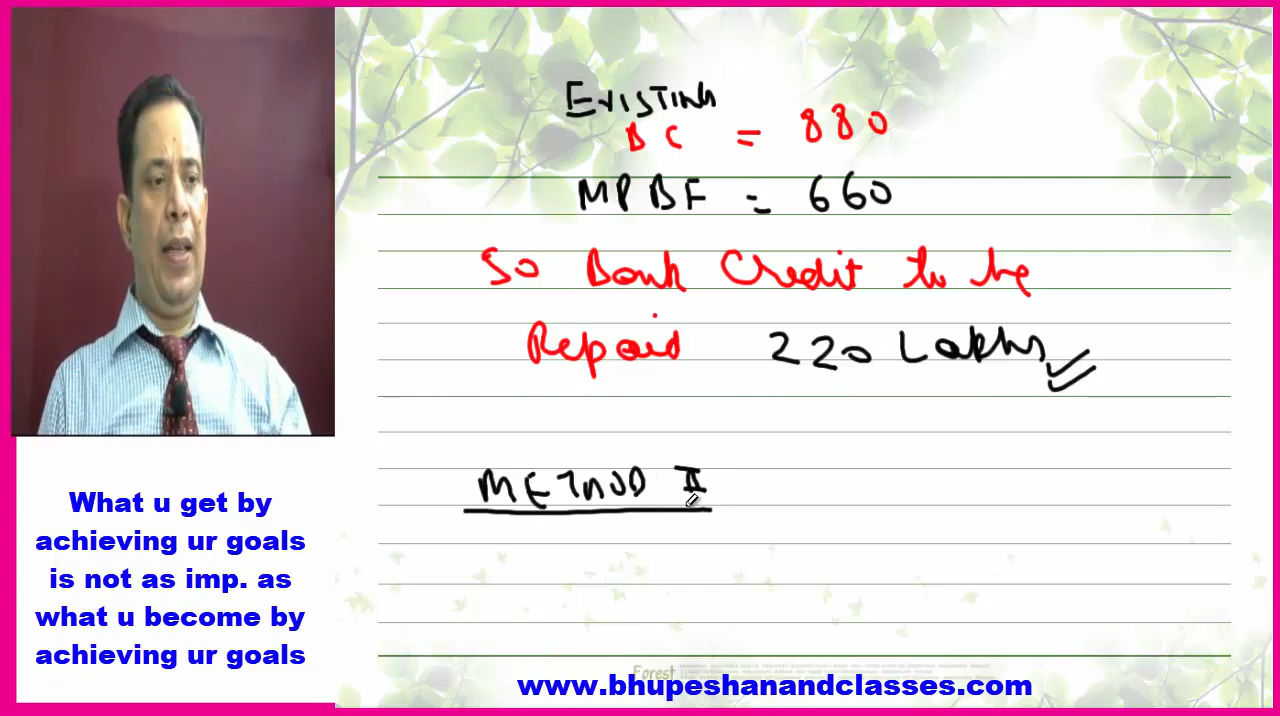 EXISTING
BC = 880
MPBF = 660
So Bank Credit to be
Repaid 220 Lakhs
METHOD II
What u get by
achieving ur goals
is not as imp. as
what u become by
achieving ur goals
Forest
www.bhupeshanandclasses.com